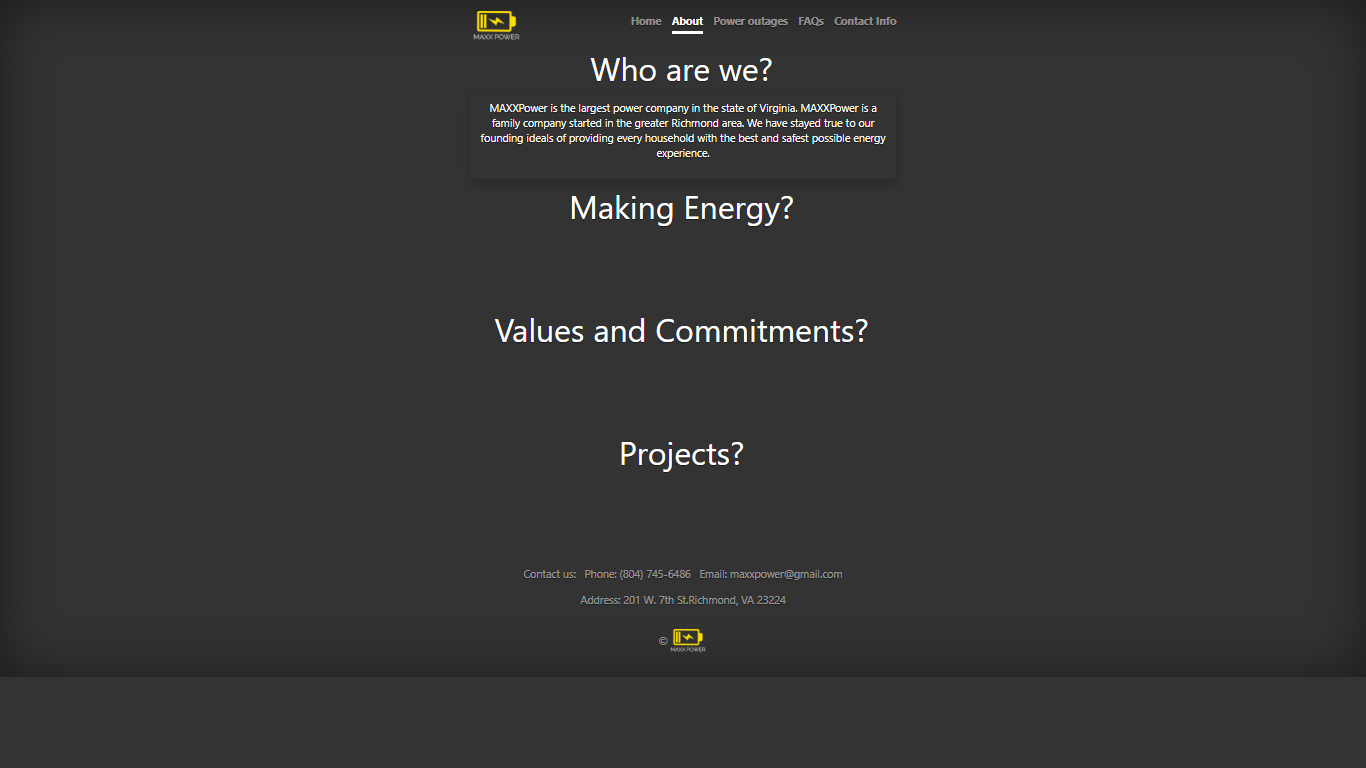 MAXX POWER
Home About Power outages FAQs Contact Info
Who are we?
MAXXPower is the largest power company in the state of Virginia. MAXXPower is a
family company started in the greater Richmond area. We have stayed true to our
founding ideals of providing every household with the best and safest possible energy
experience.
Making Energy?
Values and Commitments?
Projects?
Contact us: Phone: (804) 745-6486 Email: maxxpower@gmail.com
Address: 201 W. 7th St.Richmond, VA 23224
©
MAXX POWER